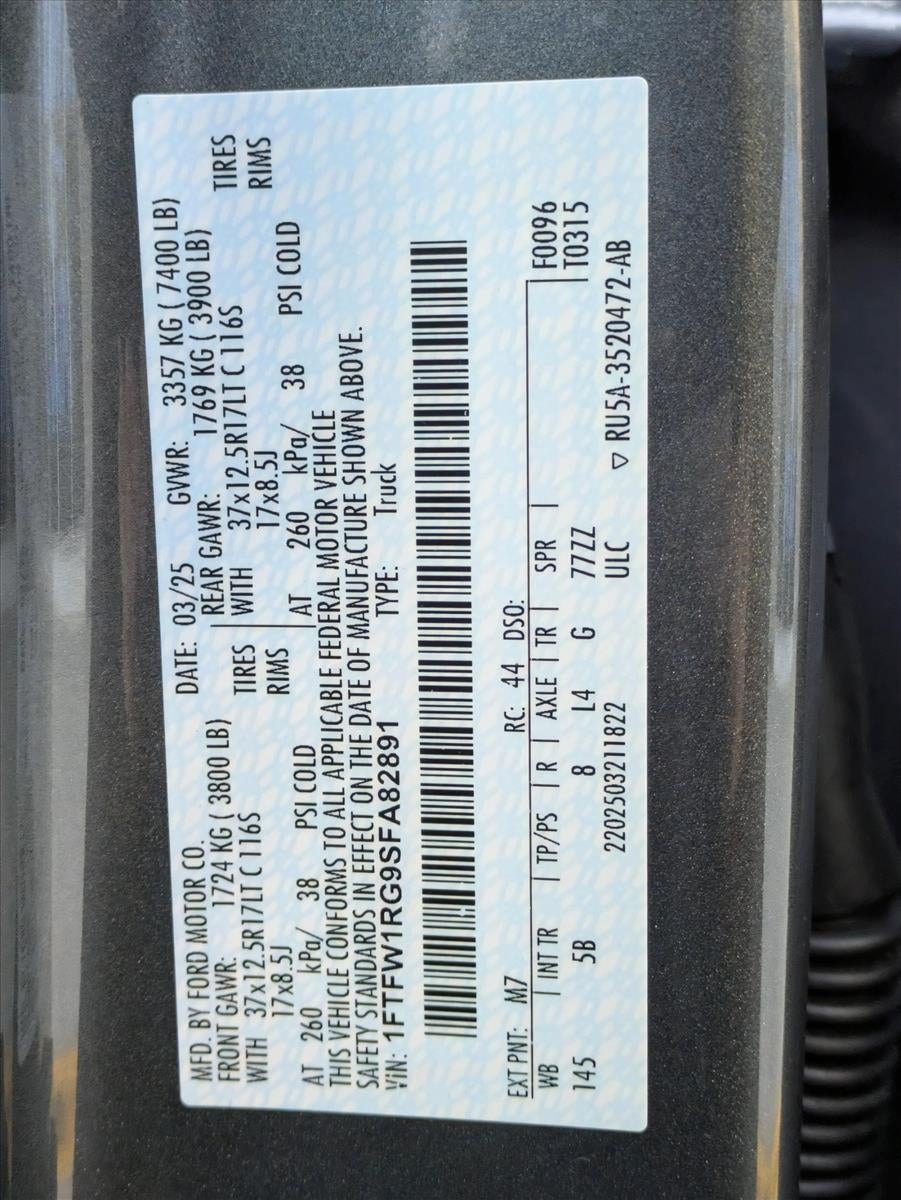 MFD. BY FORD MOTOR CO. DATE: 03/25 GVWR: 3357 KG ( 7400 LB)
FRONT GAWR: 1724 KG ( 3800 LB) REAR GAWR: 1769 KG ( 3900 LB)
WITH 37x12.5R17LT C 116S TIRES WITH 37x12.5R17LT C 116S TIRES
17x8.5J RIMS 17x8.5J RIMS
AT 260 kPa/ 38 PSI COLD AT 260 kPa/ 38 PSI COLD
THIS VEHICLE CONFORMS TO ALL APPLICABLE FEDERAL MOTOR VEHICLE
SAFETY STANDARDS IN EFFECT ON THE DATE OF MANUFACTURE SHOWN ABOVE.
VIN: 1FTFW1RG9SFA82891 TYPE: Truck
EXT PNT: M7 RC: 44 DSO: F0096
WB INT TR TP/PS R AXLE TR SPR T0315
145 5B 8 L4 G 77ZZ
2202503211822 ULC ▽ RU5A-3520472-AB